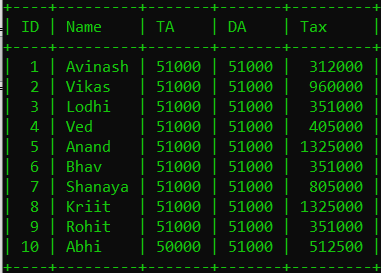 +----+---------+-------+-------+---------+
| ID | Name    | TA    | DA    | Tax     |
+----+---------+-------+-------+---------+
|  1 | Avinash | 51000 | 51000 |  312000 |
|  2 | Vikas   | 51000 | 51000 |  960000 |
|  3 | Lodhi   | 51000 | 51000 |  351000 |
|  4 | Ved     | 51000 | 51000 |  405000 |
|  5 | Anand   | 51000 | 51000 | 1325000 |
|  6 | Bhav    | 51000 | 51000 |  351000 |
|  7 | Shanaya | 51000 | 51000 |  805000 |
|  8 | Kriit   | 51000 | 51000 | 1325000 |
|  9 | Rohit   | 51000 | 51000 |  351000 |
| 10 | Abhi    | 50000 | 51000 |  512500 |
+----+---------+-------+-------+---------+